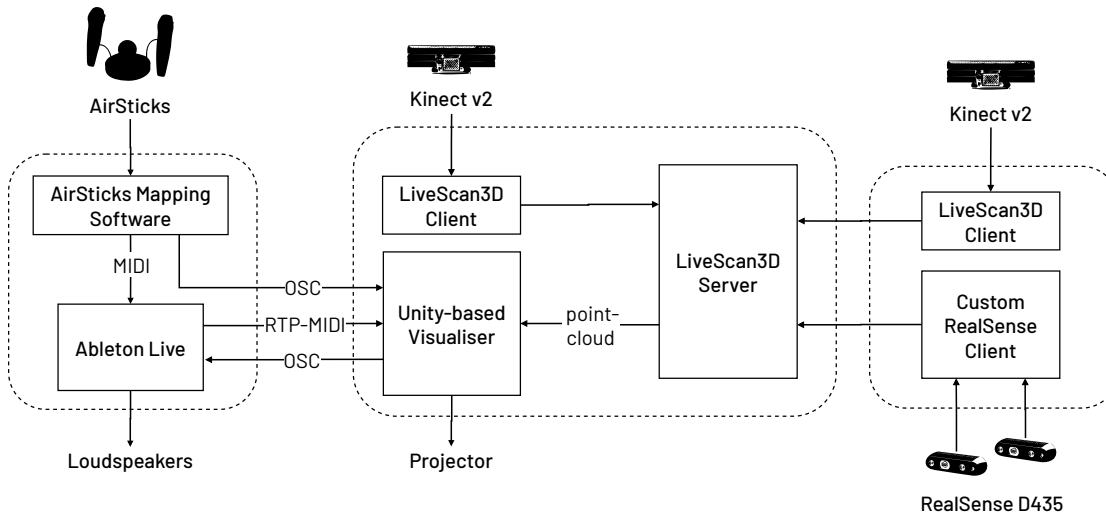 AirSticks
Kinect v2
Kinect v2
AirSticks Mapping
Software
LiveScan3D
Client
LiveScan3D
Client
MIDI
LiveScan3D
Server
OSC
Unity-based
Visualiser
RTP-MIDI
point-
cloud
Custom
RealSense
Client
Ableton Live
OSC
Loudspeakers
Projector
RealSense D435